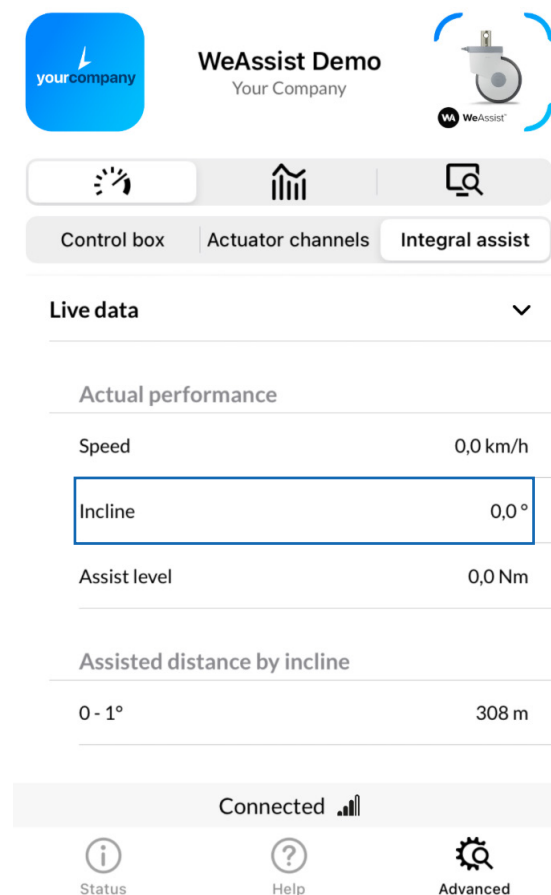 yourcompany
WeAssist Demo
Your Company
WA WeAssist
Control box Actuator channels Integral assist
Live data
Actual performance
Speed 0,0 km/h
Incline 0,0 °
Assist level 0,0 Nm
Assisted distance by incline
0 - 1° 308 m
Connected
Status Help Advanced